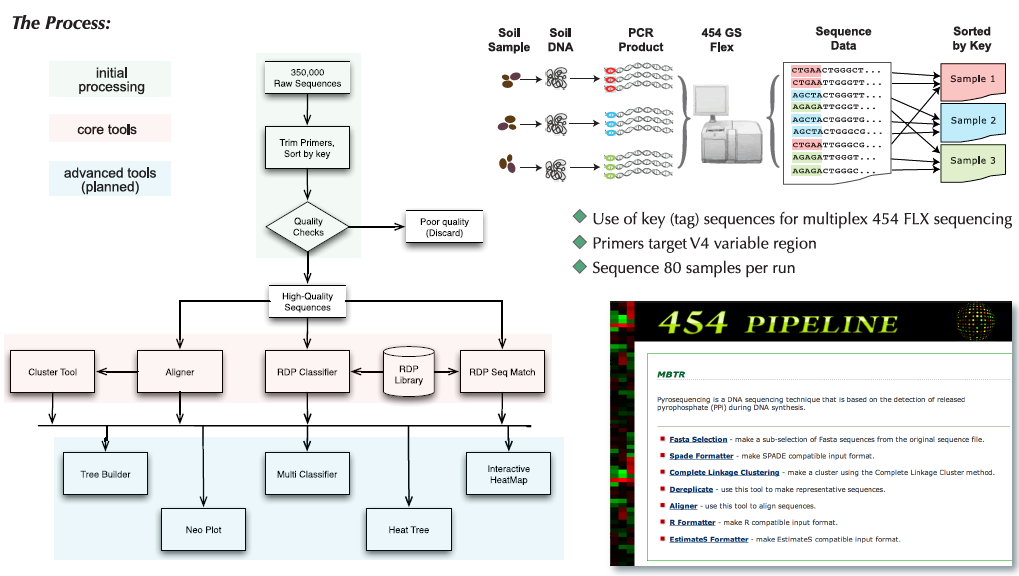 The Process:
initial
processing
core tools
advanced tools
(planned)
350,000
Raw Sequences
Trim Primers,
Sort by key
Quality
Checks
Poor quality
(Discard)
High-Quality
Sequences
Cluster Tool
Aligner
RDP Classifier
RDP
Library
RDP Seq Match
Tree Builder
Multi Classifier
Interactive
HeatMap
Neo Plot
Heat Tree
Soil
Sample
Soil
DNA
PCR
Product
454 GS
Flex
Sequence
Data
Sorted
by Key
CTGAACTGGGCT...
CTGAACTGGGTT...
AGCTACTGGGTT...
AGAGATTGGGT...
AGCTACTGGGTG...
AGCTACTGGGCG...
CTGAATTGGGCG...
AGAGATTGGGT...
AGAGATTGGGC...
Sample 1
Sample 2
Sample 3
Use of key (tag) sequences for multiplex 454 FLX sequencing
Primers target V4 variable region
Sequence 80 samples per run
454 PIPELINE
MBTR
Pyrosequencing is a DNA sequencing technique that is based on the detection of released
pyrophosphate (PPi) during DNA synthesis.
Fasta Selection - make a sub-selection of Fasta sequences from the original sequence file.
Spade Formatter - make SPADE compatible input format.
Complete Linkage Clustering - make a cluster using the Complete Linkage Cluster method.
Dereplicate - use this tool to make representative sequences.
Aligner - use this tool to align sequences.
R Formatter - make R compatible input format.
EstimateS Formatter - make EstimateS compatible input format.